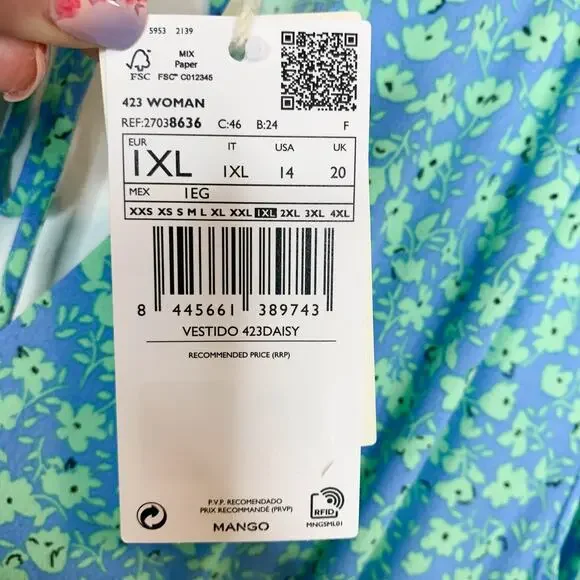 5953 2139
FSC
MIX
Paper
FSC™ C012345
423 WOMAN
REF:27038636 C:46 B:24 F
EUR IT USA UK
1XL 1XL 14 20
MEX 1EG
XXS XS S M L XL XXL 1XL 2XL 3XL 4XL
8 445661 389743
VESTIDO 423DAISY
RECOMMENDED PRICE (RRP)
P.V.P. RECOMENDADO
PRIX RECOMMANDÉ (PRVP)
MANGO
RFID
MNGSML01